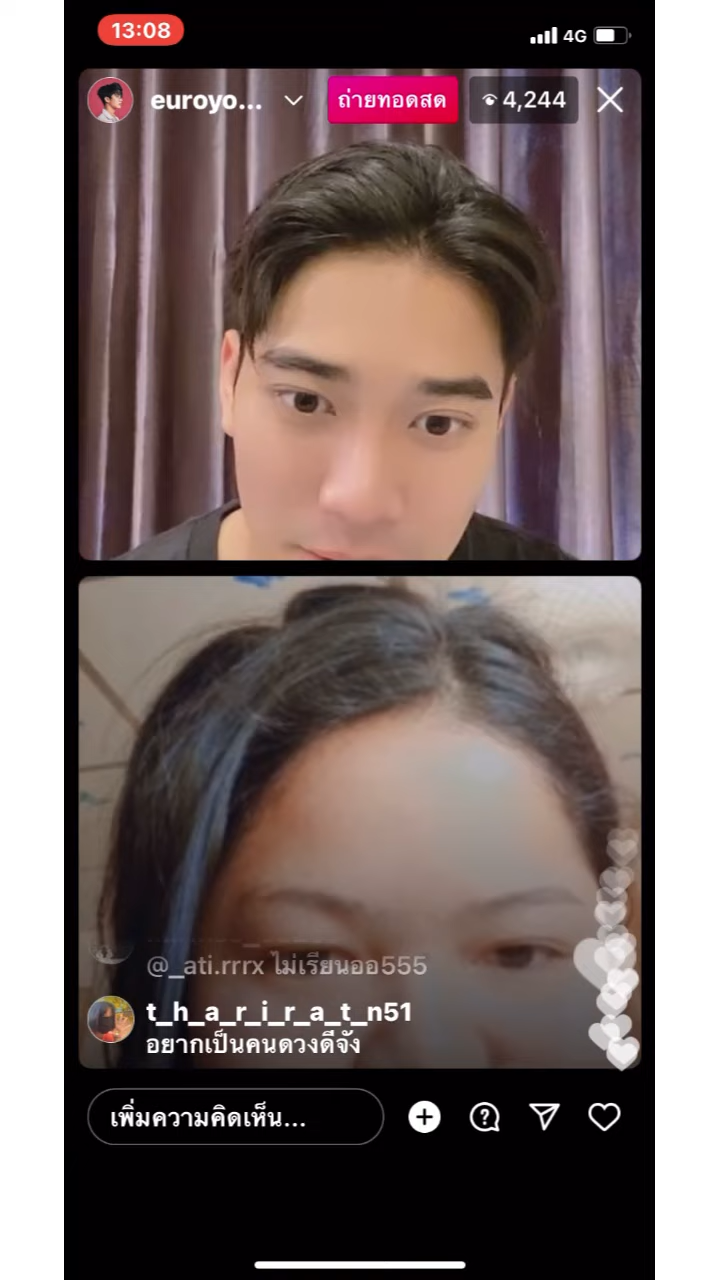 13:08
4G
euroyo...
ถ่ายทอดสด
4,244
@_ati.rrrx ไม่เรียนออ555
t_h_a_r_i_r_a_t_n51
อยากเป็นคนดวงดีจัง
เพิ่มความคิดเห็น...